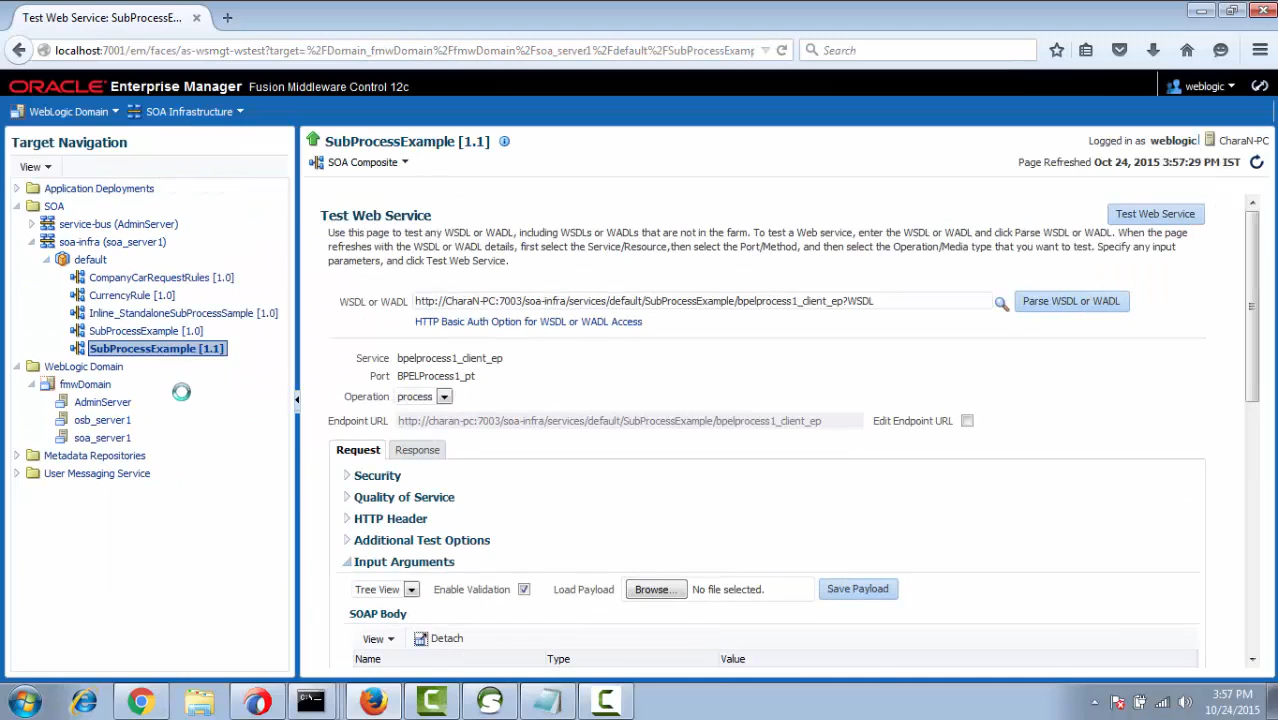 Test Web Service: SubProcessE...
localhost:7001/em/faces/as-wsmgt-wstest?target=%2FDomain_fmwDomain%2FfmwDomain%2Fsoa_server1%2Fdefault%2FSubProcessExamp
Search
ORACLE Enterprise Manager Fusion Middleware Control 12c
weblogic
WebLogic Domain SOA Infrastructure
Target Navigation
View
Application Deployments
SOA
service-bus (AdminServer)
soa-infra (soa_server1)
default
CompanyCarRequestRules [1.0]
CurrencyRule [1.0]
Inline_StandaloneSubProcessSample [1.0]
SubProcessExample [1.0]
SubProcessExample [1.1]
WebLogic Domain
fmwDomain
AdminServer
osb_server1
soa_server1
Metadata Repositories
User Messaging Service
SubProcessExample [1.1]
Logged in as weblogic CharaN-PC
SOA Composite
Page Refreshed Oct 24, 2015 3:57:29 PM IST
Test Web Service
Test Web Service
Use this page to test any WSDL or WADL, including WSDLs or WADLs that are not in the farm. To test a Web service, enter the WSDL or WADL and click Parse WSDL or WADL. When the page
refreshes with the WSDL or WADL details, first select the Service/Resource,then select the Port/Method, and then select the Operation/Media type that you want to test. Specify any input
parameters, and click Test Web Service.
WSDL or WADL http://CharaN-PC:7003/soa-infra/services/default/SubProcessExample/bpelprocess1_client_ep?WSDL Parse WSDL or WADL
HTTP Basic Auth Option for WSDL or WADL Access
Service bpelprocess1_client_ep
Port BPELProcess1_pt
Operation process
Endpoint URL http://charan-pc:7003/soa-infra/services/default/SubProcessExample/bpelprocess1_client_ep Edit Endpoint URL
Request Response
Security
Quality of Service
HTTP Header
Additional Test Options
Input Arguments
Tree View Enable Validation Load Payload Browse... No file selected. Save Payload
SOAP Body
View Detach
Name Type Value
3:57 PM
10/24/2015